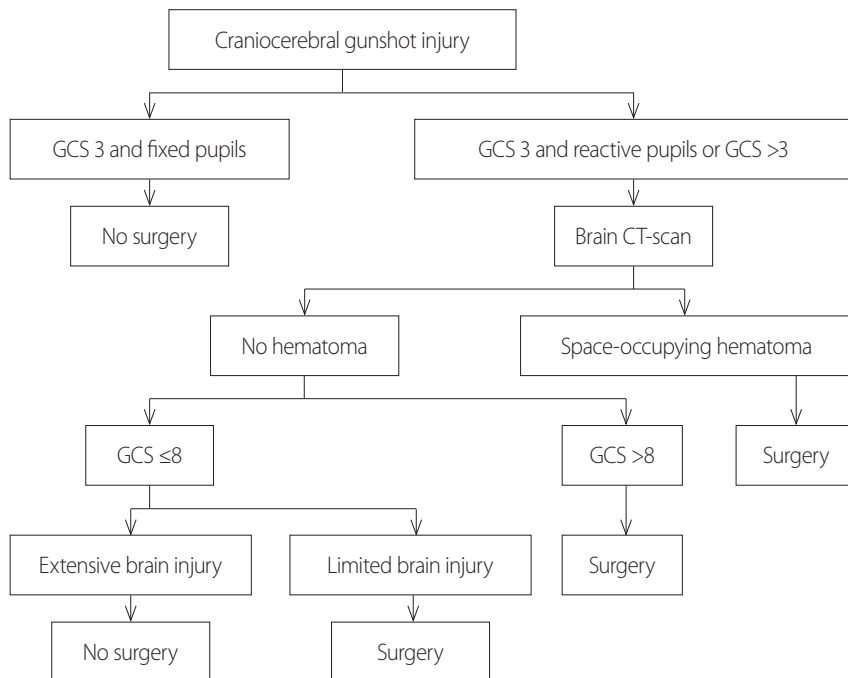 Craniocerebral gunshot injury
GCS 3 and fixed pupils
GCS 3 and reactive pupils or GCS >3
No surgery
Brain CT-scan
No hematoma
Space-occupying hematoma
GCS ≤8
GCS >8
Surgery
Extensive brain injury
Limited brain injury
Surgery
No surgery
Surgery